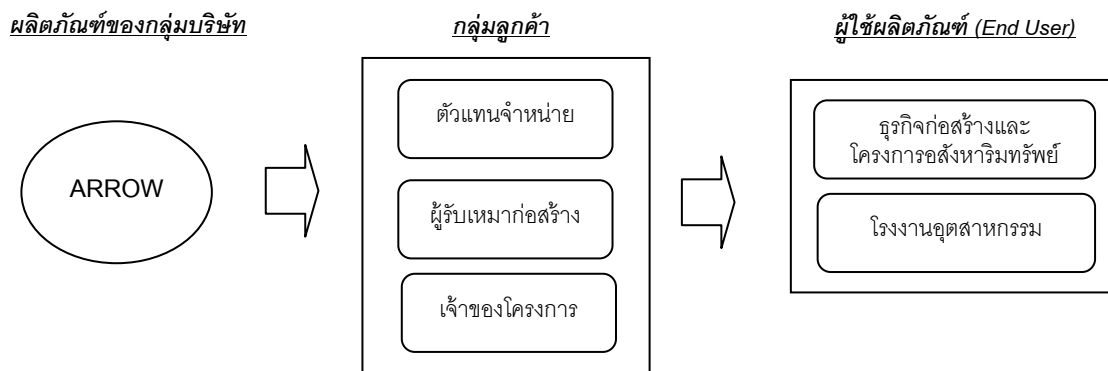 ผลิตภัณฑ์ของกลุ่มบริษัท
กลุ่มลูกค้า
ผู้ใช้ผลิตภัณฑ์ (End User)
ARROW
ตัวแทนจำหน่าย
ผู้รับเหมาก่อสร้าง
เจ้าของโครงการ
ธุรกิจก่อสร้างและ
โครงการอสังหาริมทรัพย์
โรงงานอุตสาหกรรม